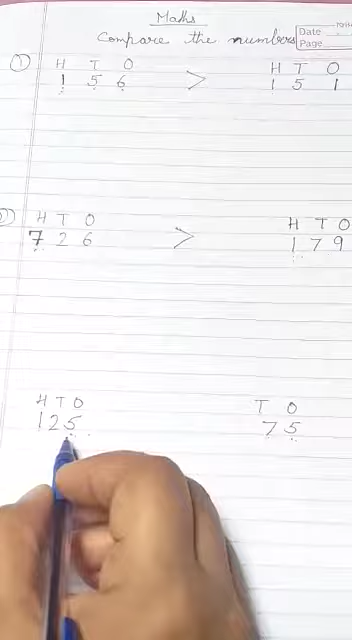 Maths
Compare the numbers
Date
Page
1 H T O H T O
1 5 6 > 1 5 1
2 H T O H T O
7 2 6 > 1 7 9
H T O T O
1 2 5 7 5